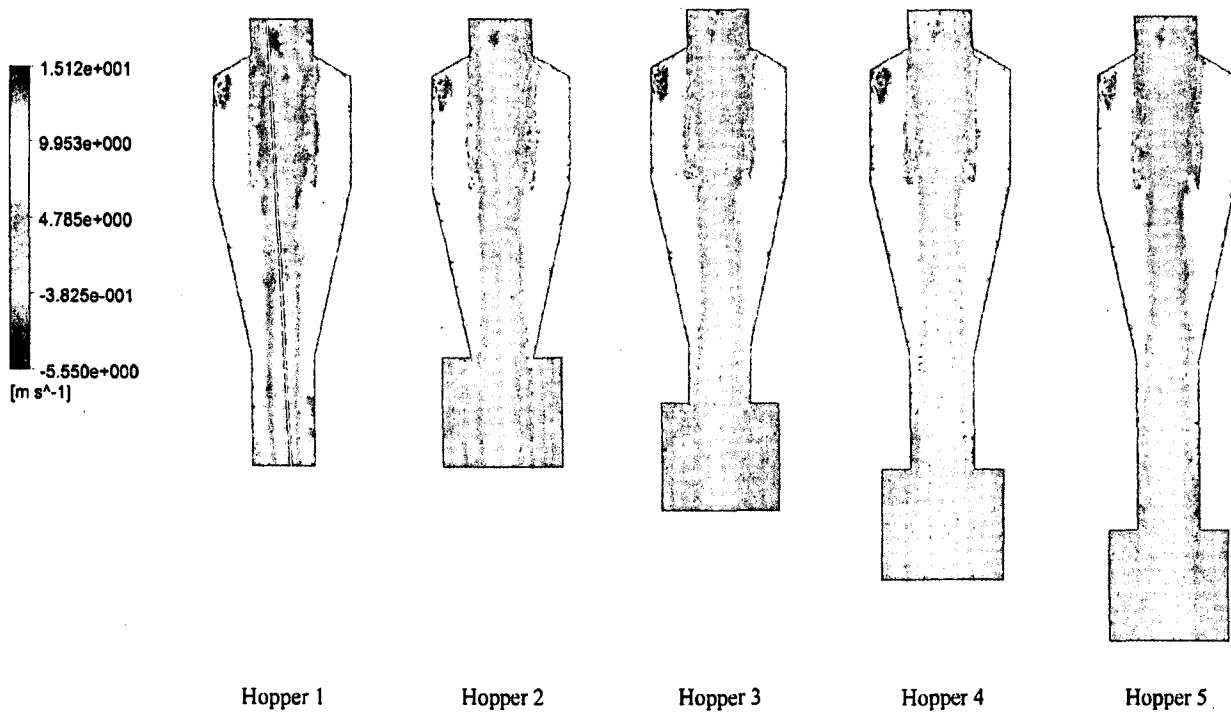 1.512e+001
9.953e+000
4.785e+000
-3.825e-001
-5.550e+000
[m s^-1]
Hopper 1
Hopper 2
Hopper 3
Hopper 4
Hopper 5